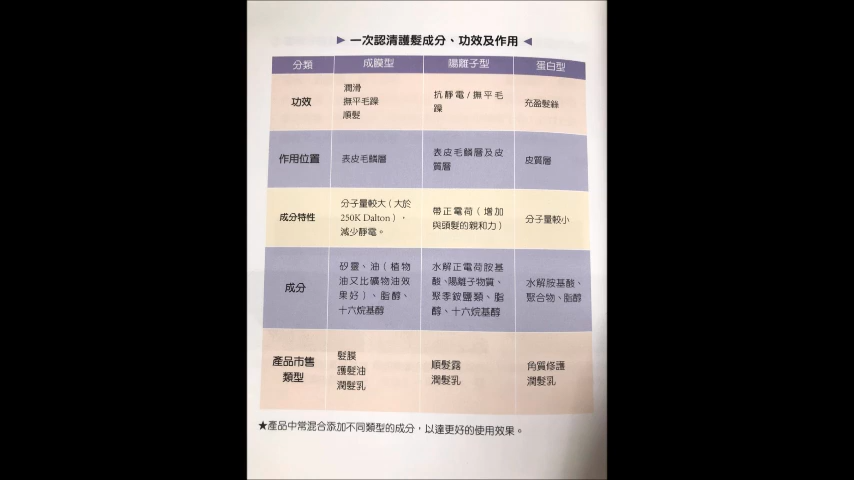 ▶ 一次認清護髮成分、功效及作用 ◀
分類 成膜型 陽離子型 蛋白型
功效
潤滑
撫平毛躁
順髮
抗靜電/撫平毛
躁
充盈髮絲
作用位置
表皮毛鱗層
表皮毛鱗層及皮
質層
皮質層
成分特性
分子量較大(大於
250K Dalton),
減少靜電。
帶正電荷(增加
與頭髮的親和力)
分子量較小
成分
矽靈、油(植物
油又比礦物油效
果好)、脂醇、
十六烷基醇
水解正電荷胺基
酸、陽離子物質、
聚季銨鹽類、脂
醇、十六烷基醇
水解胺基酸、
聚合物、脂醇
產品市售
類型
髮膜
護髮油
潤髮乳
順髮露
潤髮乳
角質修護
潤髮乳
★產品中常混合添加不同類型的成分,以達更好的使用效果。